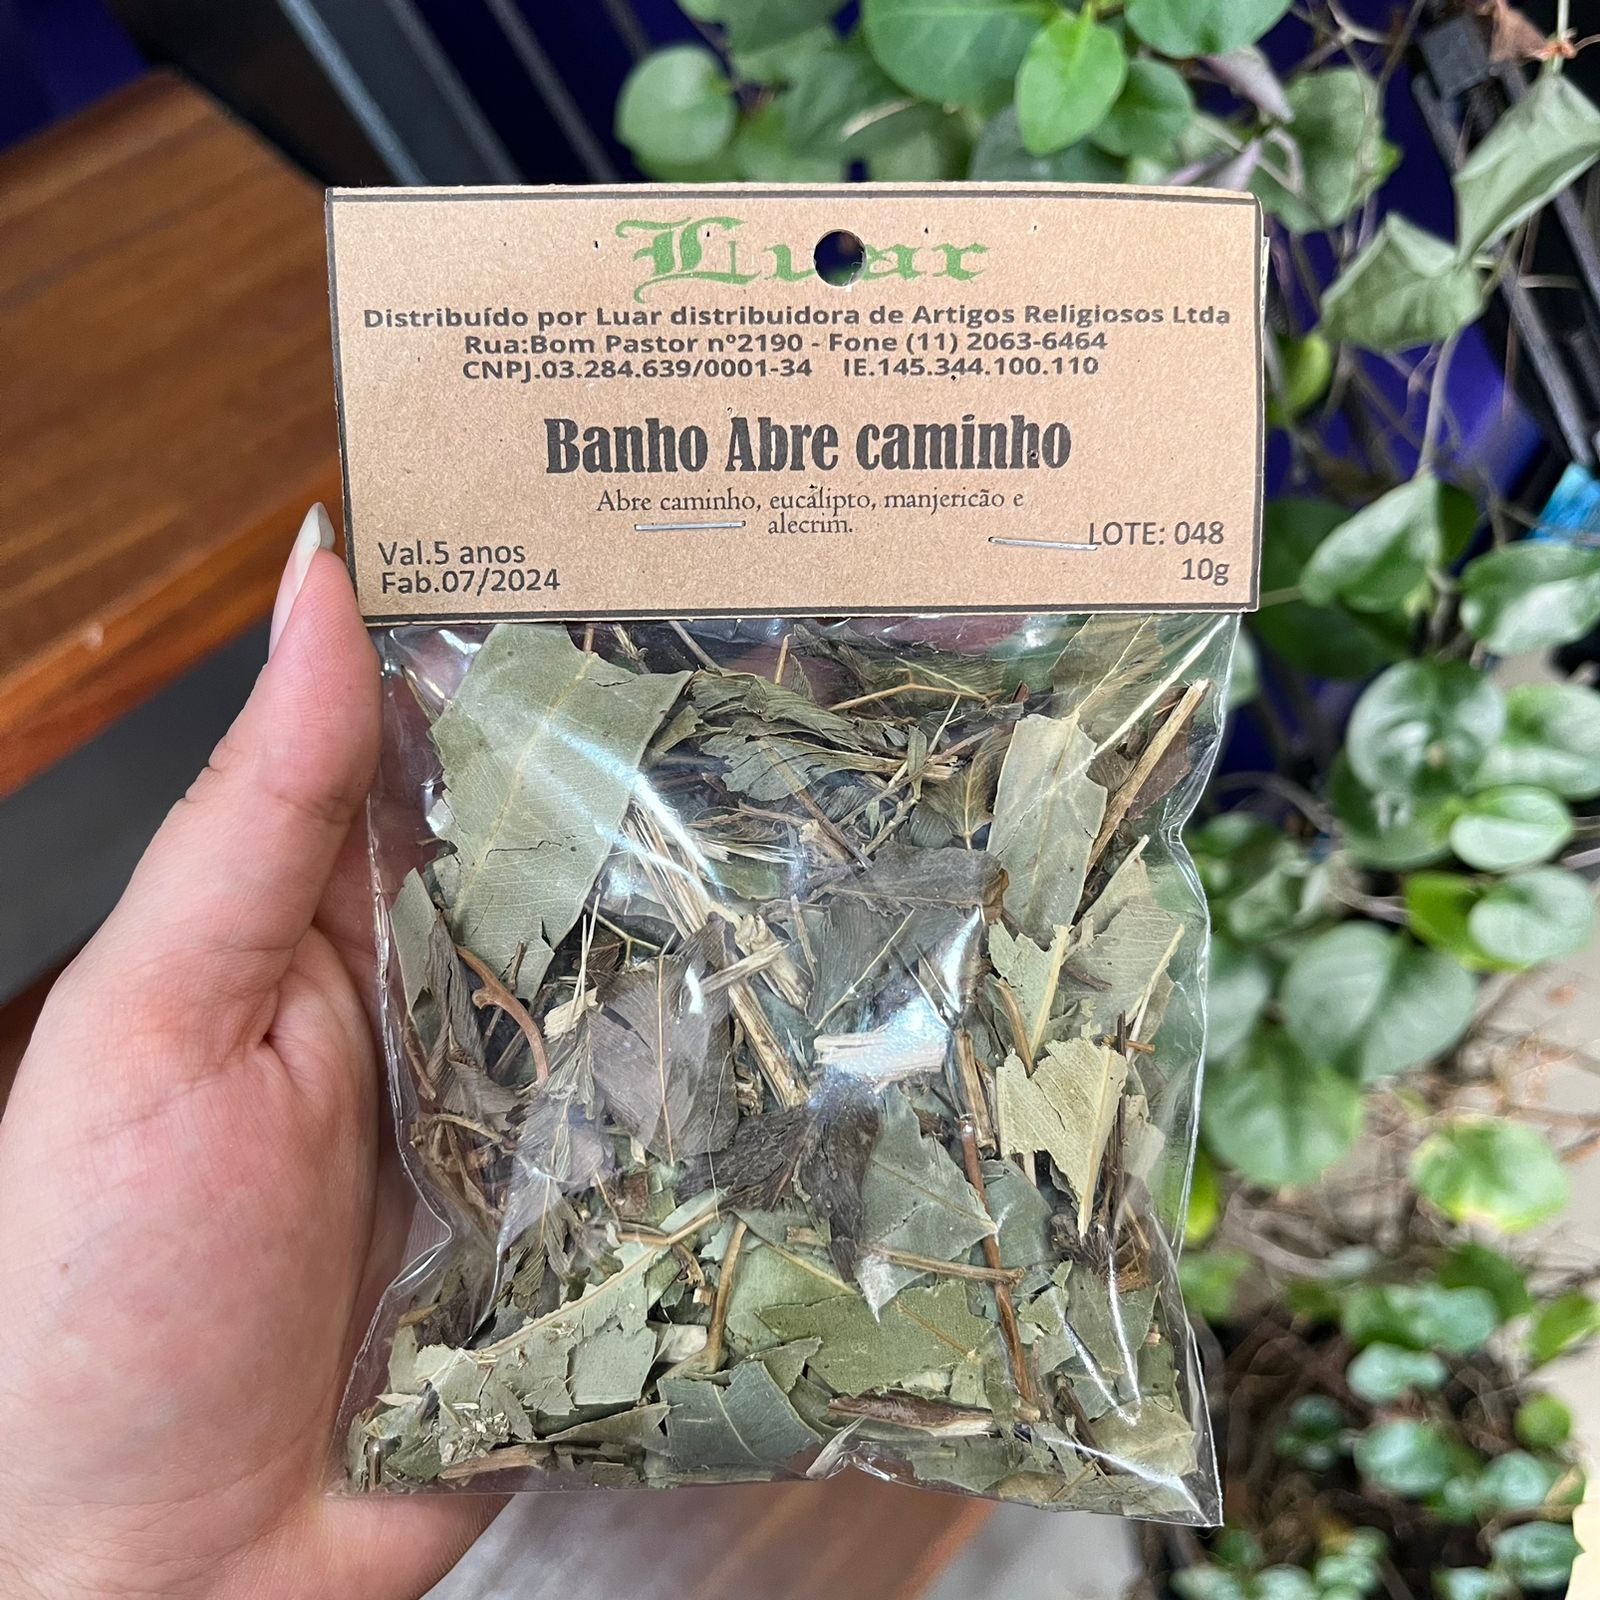 Luar
Distribuído por Luar distribuidora de Artigos Religiosos Ltda
Rua:Bom Pastor nº2190 - Fone (11) 2063-6464
CNPJ.03.284.639/0001-34 IE.145.344.100.110
Banho Abre caminho
Abre caminho, eucálipto, manjericão e
alecrim.
LOTE: 048
Val.5 anos
10g
Fab.07/2024